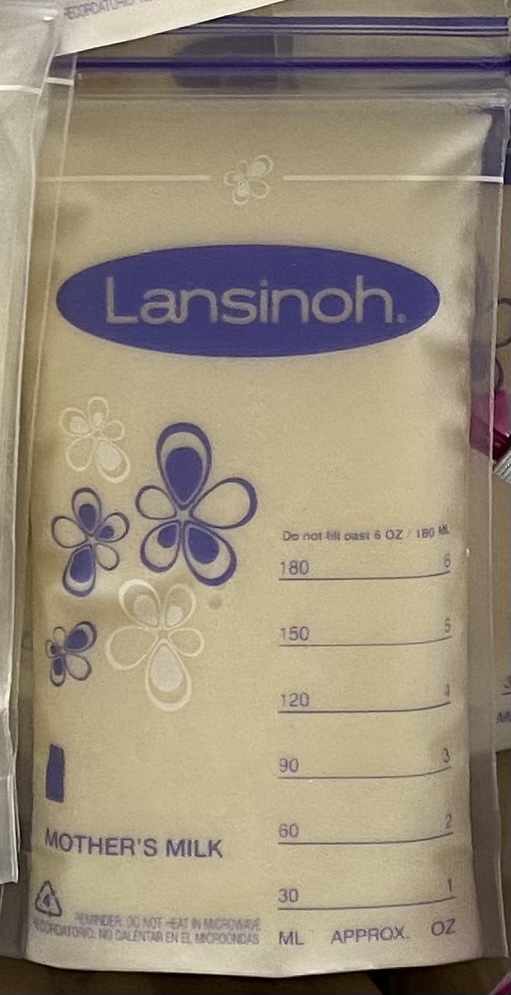 RECORDATORIO
Lansinoh.
Do not fill past 6 OZ / 180 ML
180 6
150 5
120 4
90 3
60 2
30 1
ML APPROX. OZ
MOTHER'S MILK
4
REMINDER: DO NOT HEAT IN MICROWAVE
RECORDATORIO: NO CALENTAR EN EL MICROONDAS